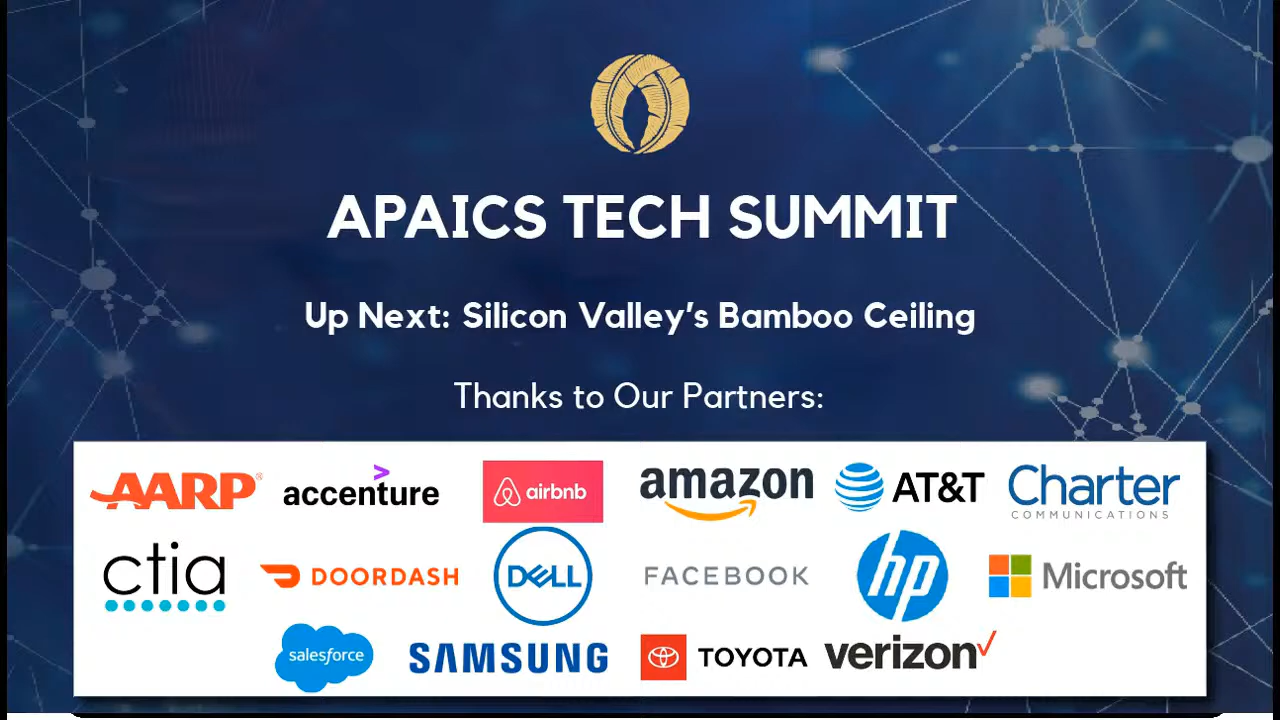 APAICS TECH SUMMIT
Up Next: Silicon Valley's Bamboo Ceiling
Thanks to Our Partners:
AARP® accenture airbnb amazon AT&T Charter
COMMUNICATIONS
ctia DOORDASH DELL FACEBOOK hp Microsoft
salesforce SAMSUNG TOYOTA verizon